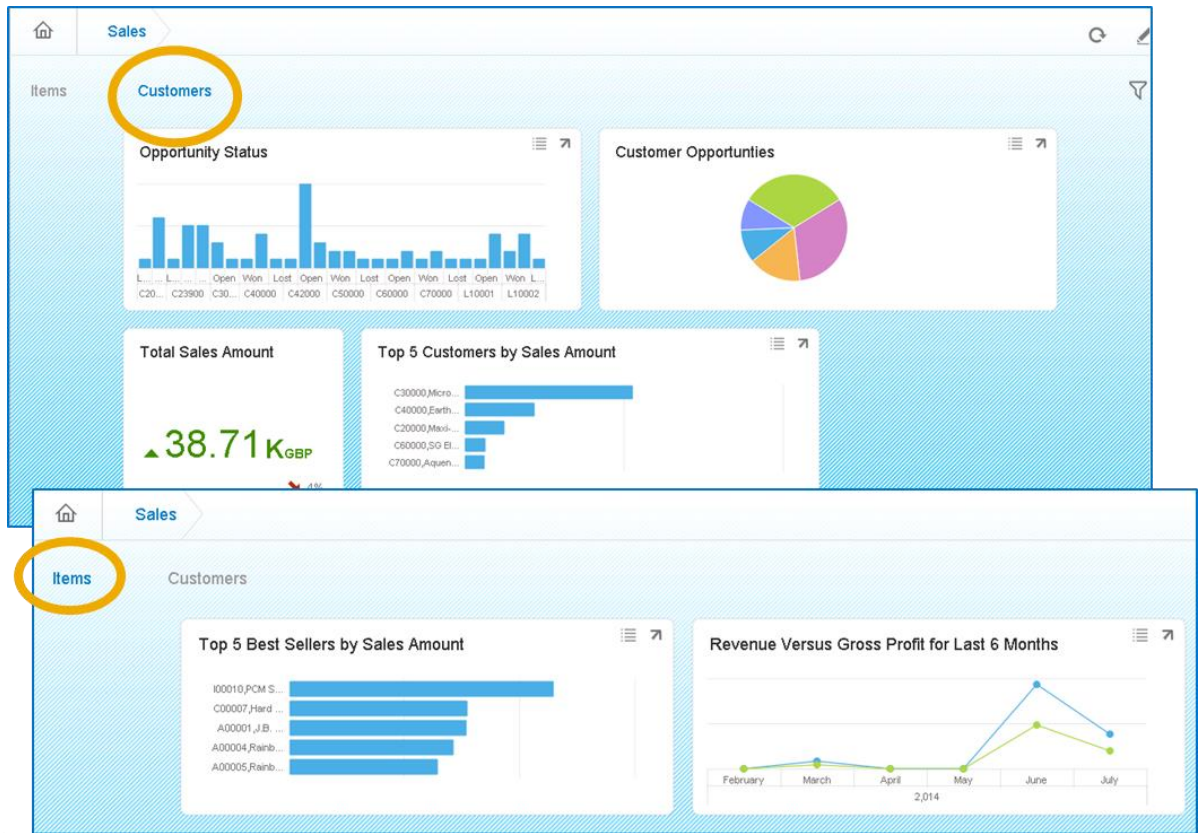 Sales
Items Customers
Opportunity Status
L... ... L... ... ... Open Won Lost Open Won Lost Open Won Lost Open Won L...
C20... C23900 C30... C40000 C42000 C50000 C60000 C70000 L10001 L10002
Customer Opportunties
Total Sales Amount
38.71 K GBP
4%
Top 5 Customers by Sales Amount
C30000,Micro...
C40000,Earth...
C20000,Maxi-...
C60000,SG El...
C70000,Aquen...
Sales
Items Customers
Top 5 Best Sellers by Sales Amount
I00010,PCM S...
C00007,Hard ...
A00001,J.B. ...
A00004,Rainb...
A00005,Rainb...
Revenue Versus Gross Profit for Last 6 Months
February March April May June July
2,014